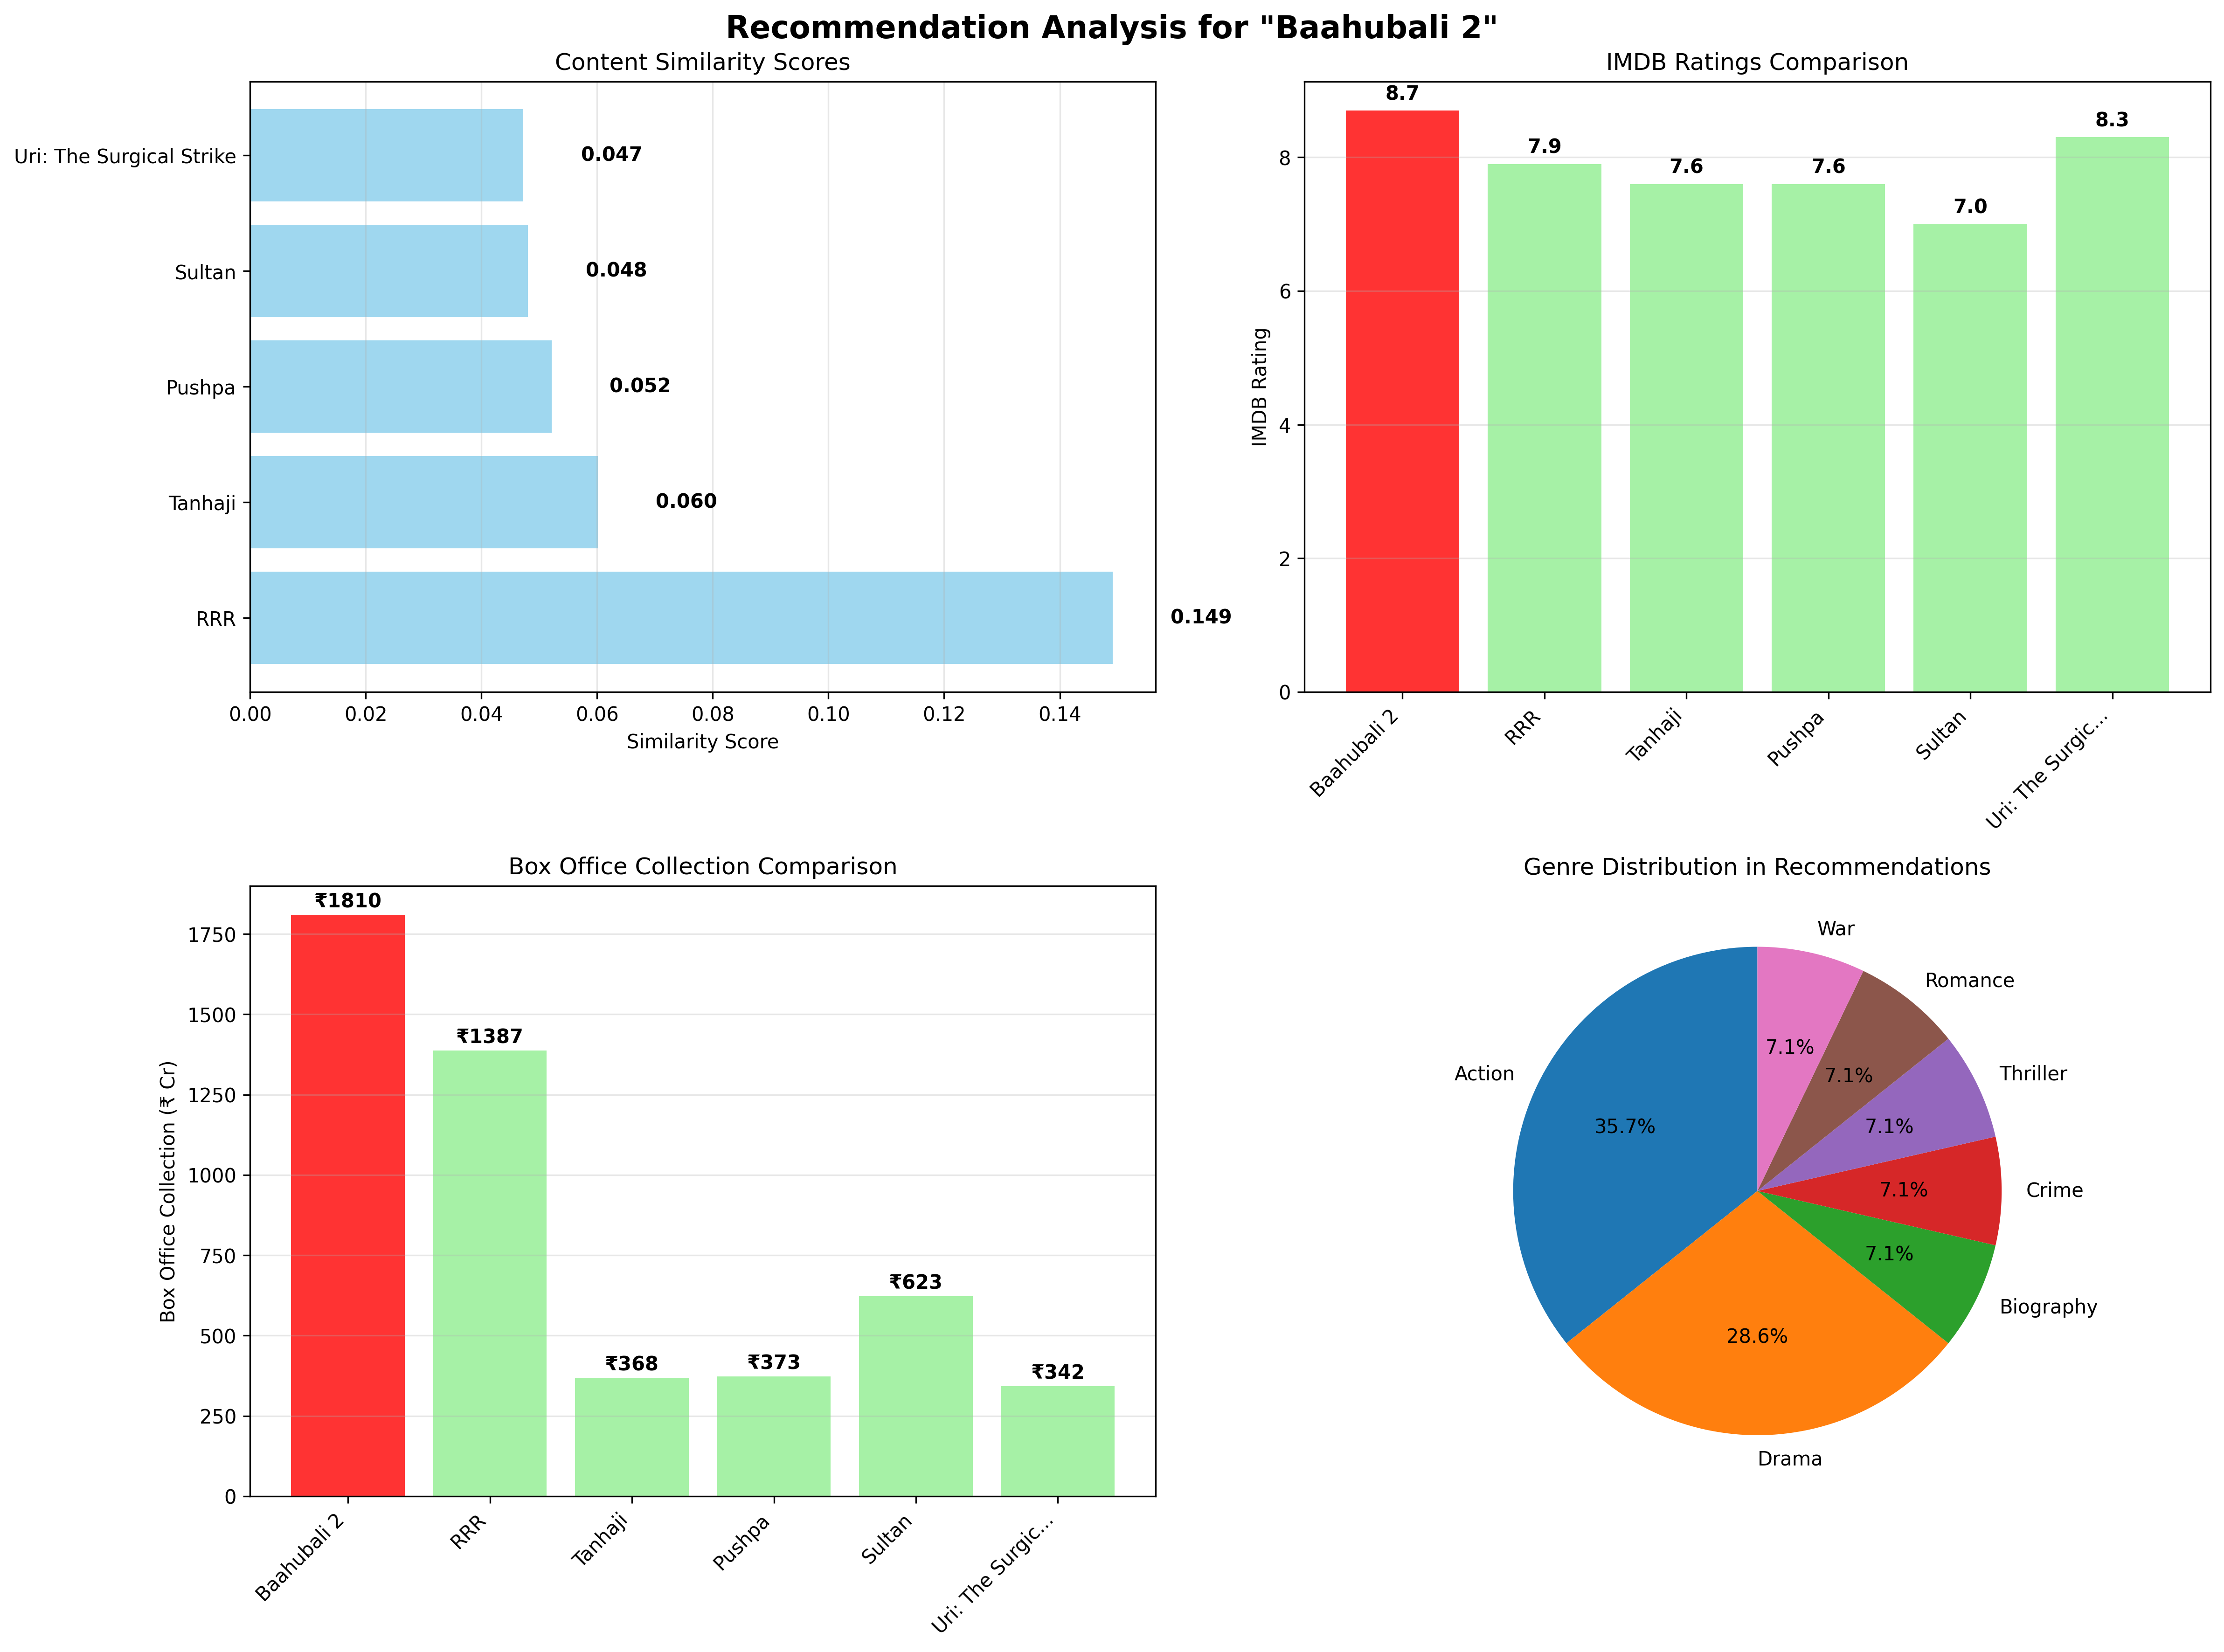 Recommendation Analysis for "Baahubali 2"
Content Similarity Scores
Uri: The Surgical Strike
0.047
Sultan
0.048
Pushpa
0.052
Tanhaji
0.060
RRR
0.149
0.00 0.02 0.04 0.06 0.08 0.10 0.12 0.14
Similarity Score
IMDB Ratings Comparison
IMDB Rating
8
6
4
2
0
8.7
7.9
7.6
7.6
7.0
8.3
Baahubali 2
RRR
Tanhaji
Pushpa
Sultan
Uri: The Surgic...
Box Office Collection Comparison
Box Office Collection (₹ Cr)
1750
1500
1250
1000
750
500
250
0
₹1810
₹1387
₹368
₹373
₹623
₹342
Baahubali 2
RRR
Tanhaji
Pushpa
Sultan
Uri: The Surgic...
Genre Distribution in Recommendations
War
7.1%
Romance
7.1%
Thriller
7.1%
Crime
7.1%
Biography
7.1%
Drama
28.6%
Action
35.7%